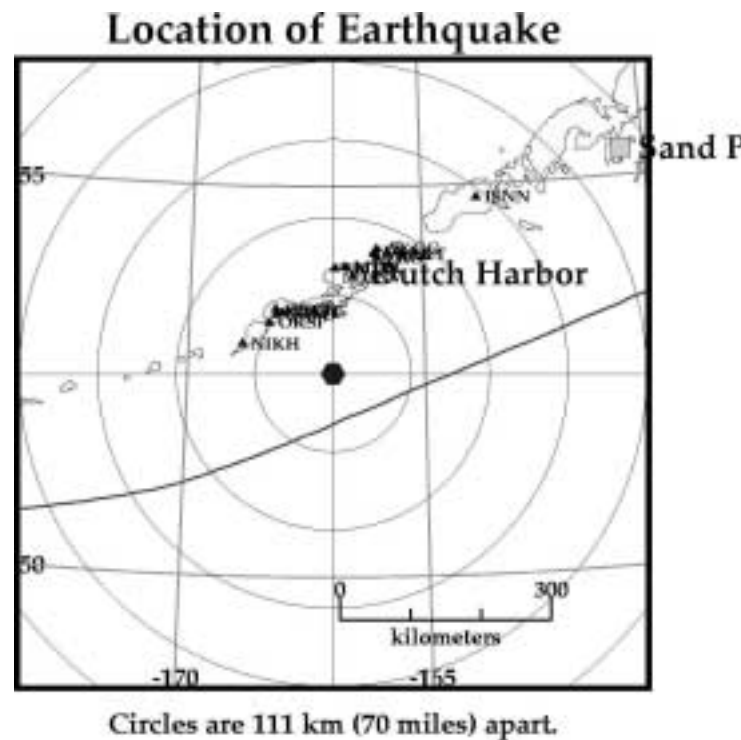 Location of Earthquake
55
Sand P
ISNN
Dutch Harbor
ORSI
NIKH
50
0 300
kilometers
-170 -155
Circles are 111 km (70 miles) apart.